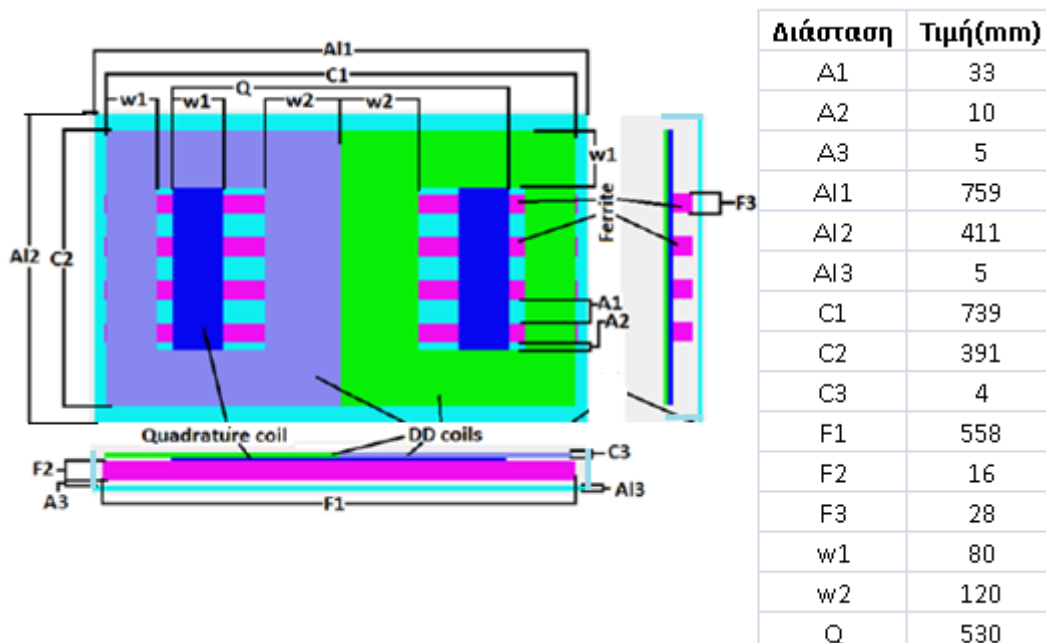 Al1
C1
Q
w1 w1 w2 w2
w1
Ferrite
F3
Al2 C2
A1
A2
Quadrature coil DD coils
C3
F2
A3
F1
Al3
Διάσταση Τιμή(mm)
A1 33
A2 10
A3 5
Al1 759
Al2 411
Al3 5
C1 739
C2 391
C3 4
F1 558
F2 16
F3 28
w1 80
w2 120
Q 530